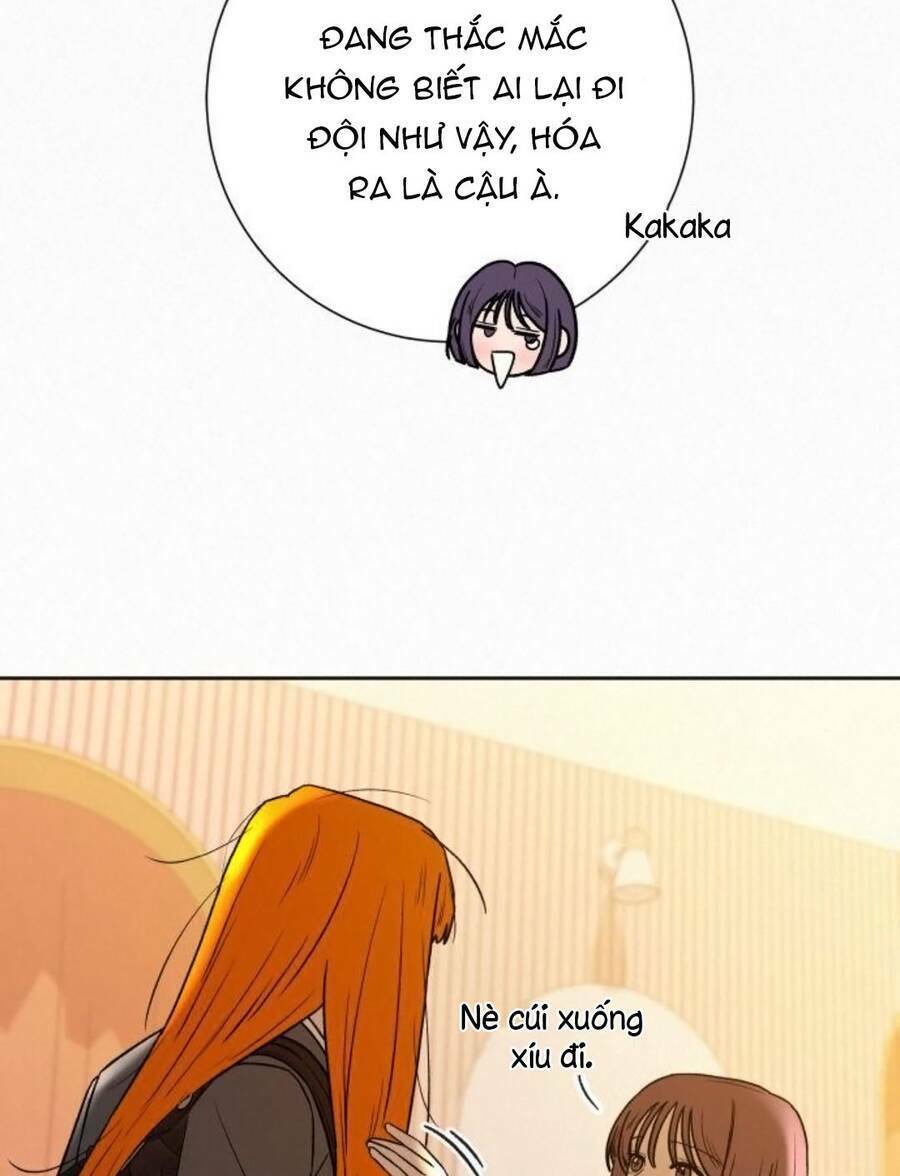 ĐANG THẮC MẮC
KHÔNG BIẾT AI LẠI ĐI
ĐỘI NHƯ VẬY, HÓA
RA LÀ CẬU À.
Kakaka
Nè cúi xuống
xíu đi.